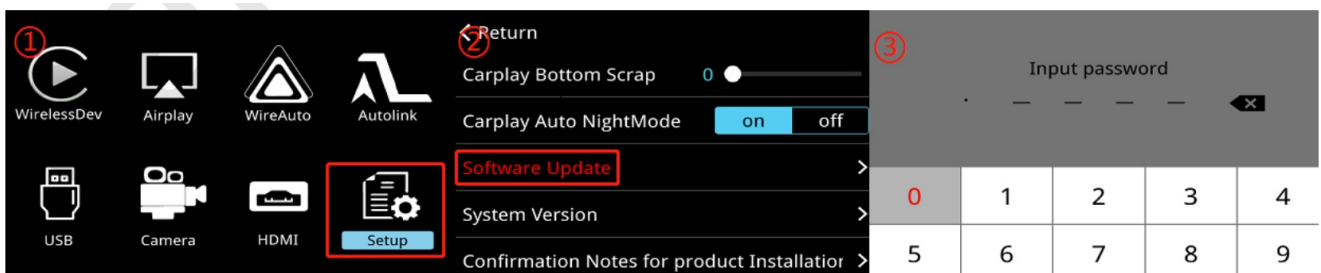 ①
WirelessDev
Airplay
WireAuto
Autolink
USB
Camera
HDMI
Setup
②
Return
Carplay Bottom Scrap 0
Carplay Auto NightMode on off
Software Update
System Version
Confirmation Notes for product Installation
③
Input password
0 1 2 3 4
5 6 7 8 9